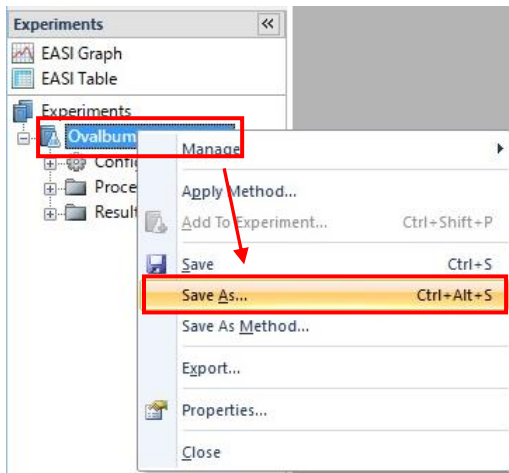 Experiments
EASI Graph
EASI Table
Experiments
Ovalbum
Manage
Config
Proce
Apply Method...
Result
Add To Experiment... Ctrl+Shift+P
Save Ctrl+S
Save As... Ctrl+Alt+S
Save As Method...
Export...
Properties...
Close